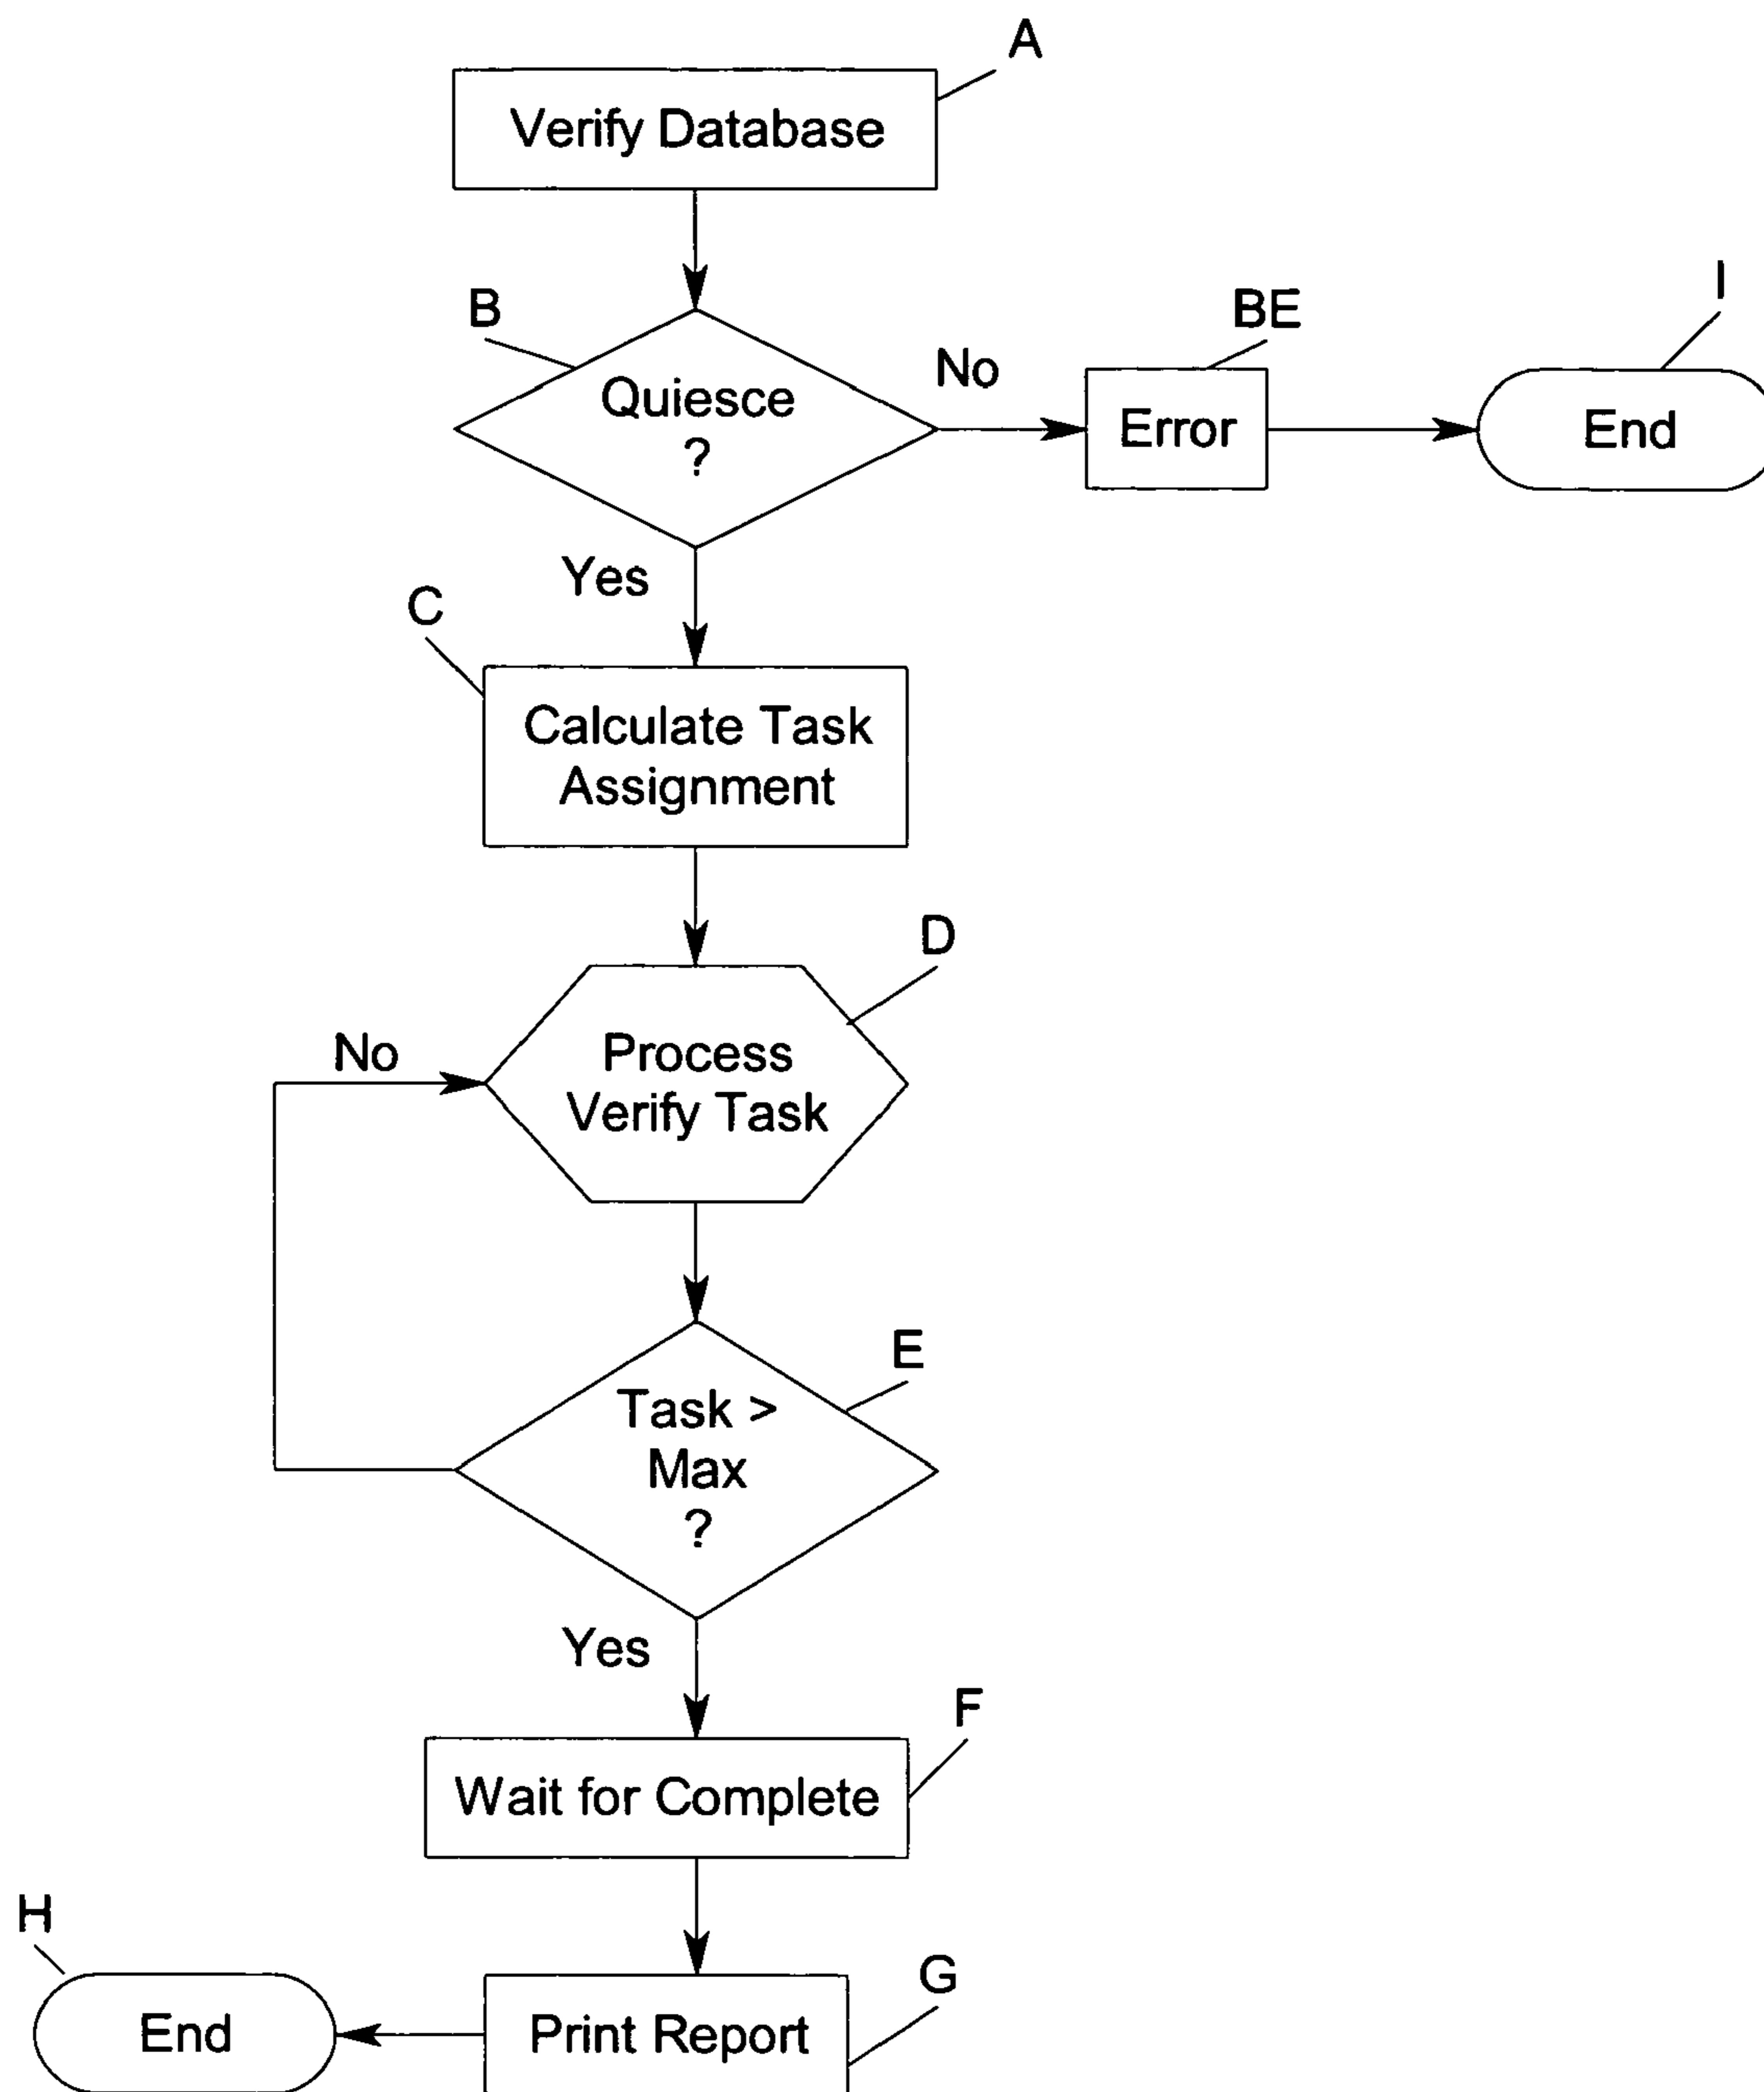 A
Verify Database
B
Quiesce
?
No
BE
Error
I
End
Yes
C
Calculate Task
Assignment
D
No
Process
Verify Task
E
Task >
Max
?
Yes
F
Wait for Complete
H
End
G
Print Report